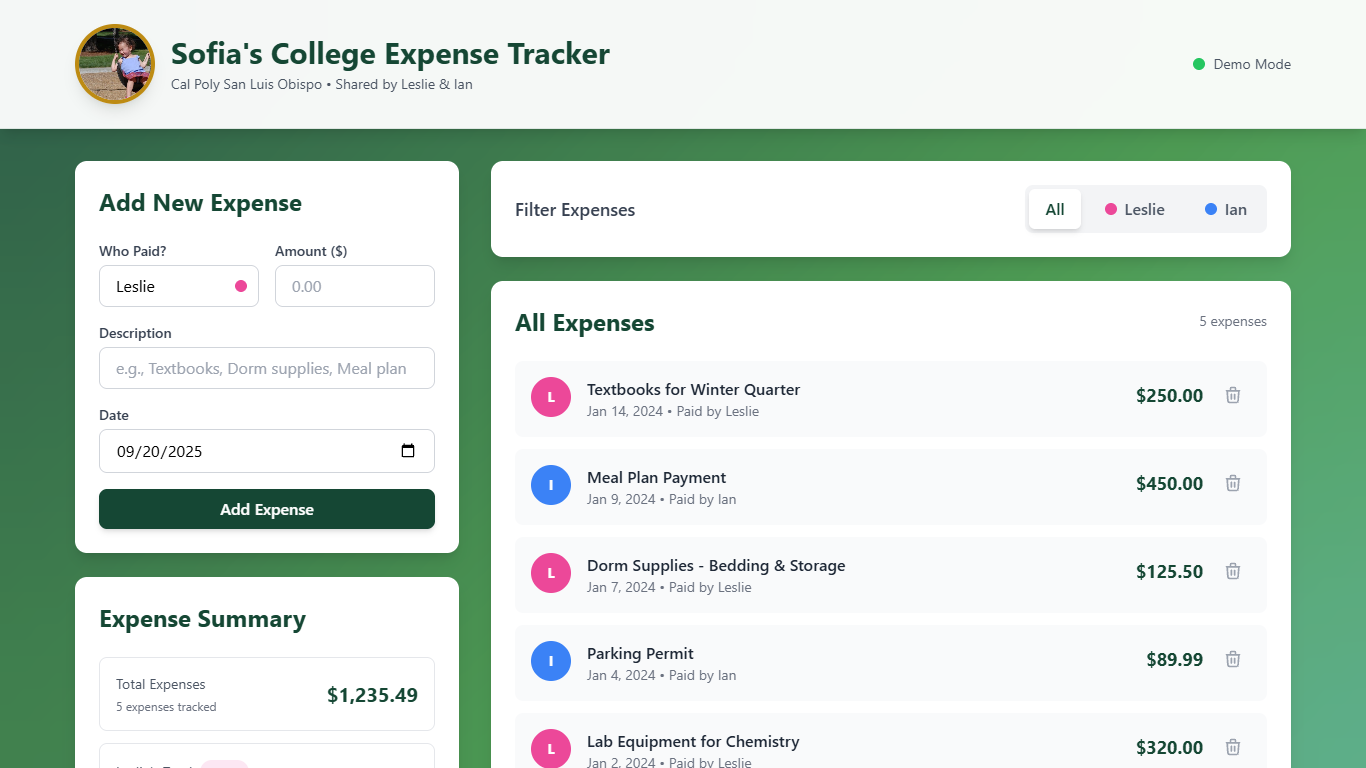 Sofia's College Expense Tracker
Cal Poly San Luis Obispo • Shared by Leslie & Ian
Demo Mode
Add New Expense
Who Paid?
Amount ($)
Leslie
0.00
Description
e.g., Textbooks, Dorm supplies, Meal plan
Date
09/20/2025
Add Expense
Expense Summary
Total Expenses
5 expenses tracked
$1,235.49
Filter Expenses
All
Leslie
Ian
All Expenses
5 expenses
L
Textbooks for Winter Quarter
Jan 14, 2024 • Paid by Leslie
$250.00
I
Meal Plan Payment
Jan 9, 2024 • Paid by Ian
$450.00
L
Dorm Supplies - Bedding & Storage
Jan 7, 2024 • Paid by Leslie
$125.50
I
Parking Permit
Jan 4, 2024 • Paid by Ian
$89.99
L
Lab Equipment for Chemistry
Jan 2, 2024 • Paid by Leslie
$320.00